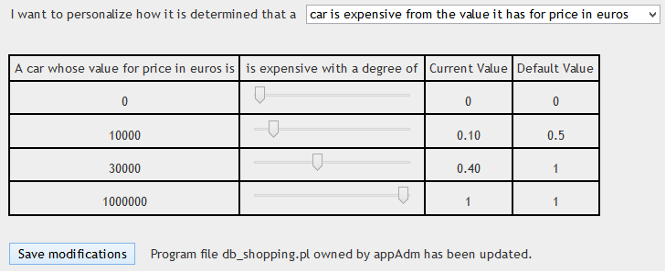 I want to personalize how it is determined that a car is expensive from the value it has for price in euros
A car whose value for price in euros is is expensive with a degree of Current Value Default Value
0 0 0
10000 0.10 0.5
30000 0.40 1
1000000 1 1
Save modifications Program file db_shopping.pl owned by appAdm has been updated.